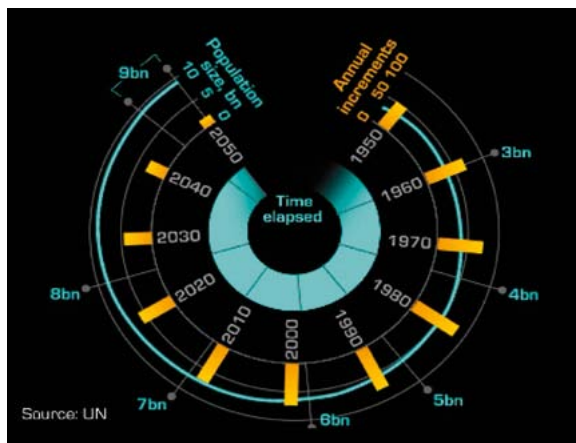 9bn
Population
size, bn
10 5 0
Annual
increments
0 50 100
1950
1960
1970
1980
1990
2000
2010
2020
2030
2040
2050
3bn
4bn
5bn
6bn
7bn
8bn
Time
elapsed
Source: UN